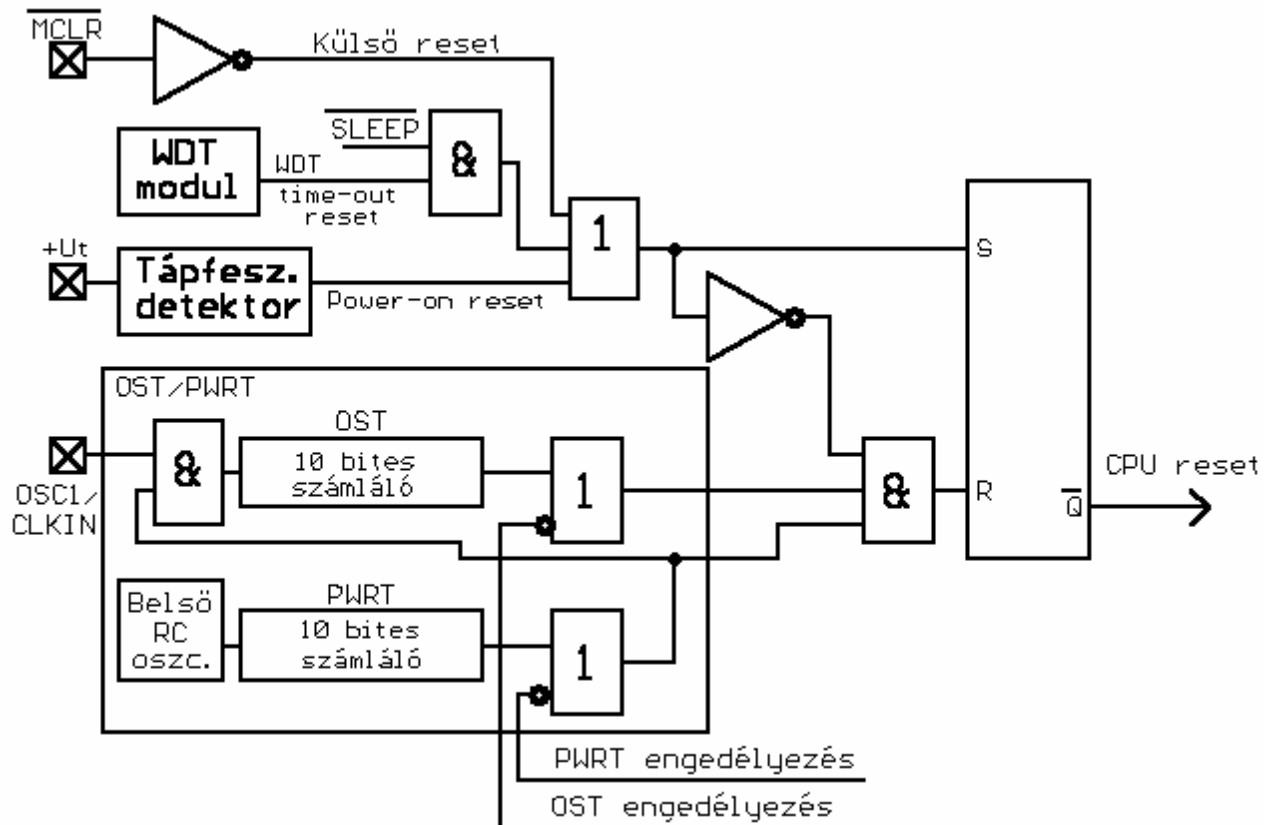 MCLR
Külső reset
SLEEP
WDT
modul
WDT
time-out
reset
&
1
+Ut
Tápfesz.
detektor
Power-on reset
S
OST/PWRT
OST
&
10 bites
számláló
1
&
R
Q
CPU reset
OSC1/
CLKIN
Belső
RC
oszc.
PWRT
10 bites
számláló
1
PWRT engedélyezés
OST engedélyezés